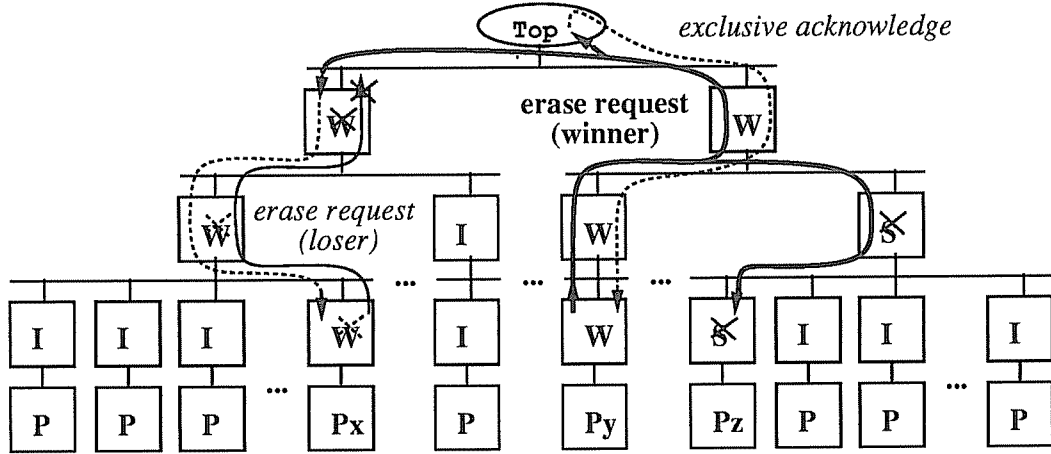 Top
exclusive acknowledge
W
erase request
(winner)
W
erase request
(loser)
W
I
W
S
...
...
...
I
I
I
W
I
W
S
I
I
I
...
...
P
P
P
Px
P
Py
Pz
P
P
P